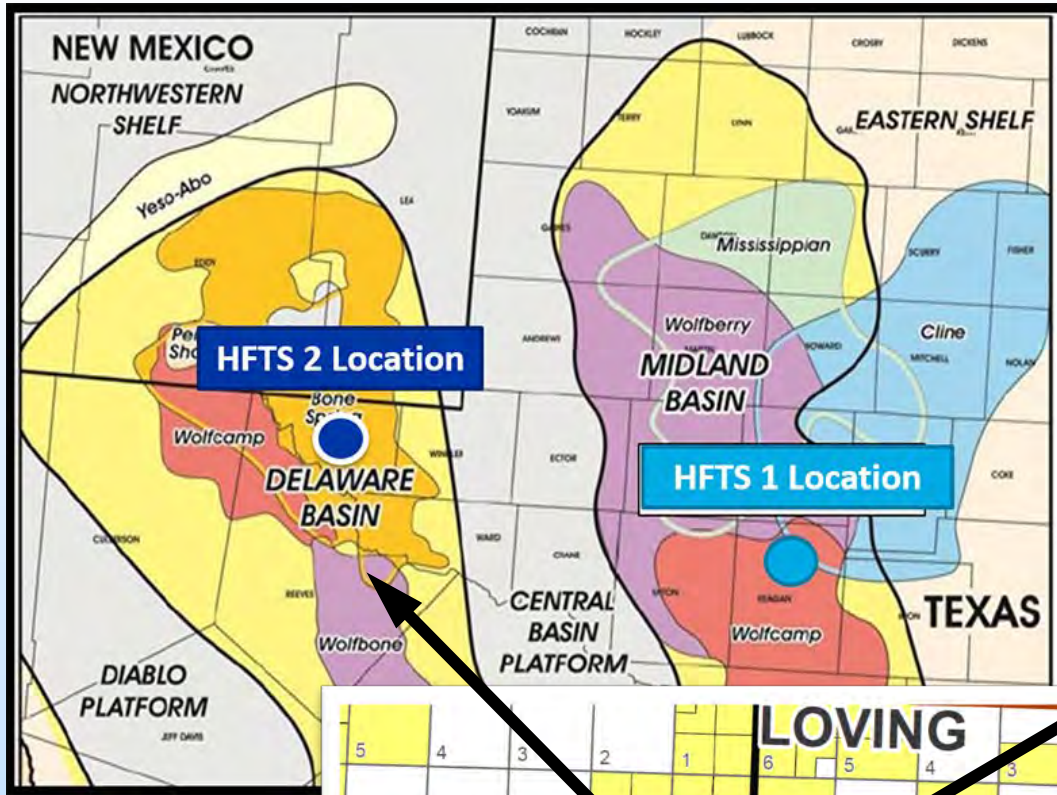 NEW MEXICO
NORTHWESTERN
SHELF
COCHRAN
HOCKLEY
LUBBOCK
CROSBY
DICKENS
YOAKUM
TERRY
LYNN
EASTERN SHELF
Yeso-Abo
LEA
GAINES
Mississippian
SCURRY
FISHER
EDDY
HFTS 2 Location
ANDREWS
Wolfberry
HOWARD
Cline
MITCHELL
NOLAN
MIDLAND
BASIN
Bone
Wolfcamp
WINKLER
ECTOR
HFTS 1 Location
COKE
DELAWARE
BASIN
CULBERSON
WARD
CRANE
REEVES
UPTON
REAGAN
TEXAS
CENTRAL
BASIN
PLATFORM
Wolfcamp
Wolfbone
DIABLO
PLATFORM
JEFF DAVIS
LOVING
5 4 3 2 1 6 5 4 3